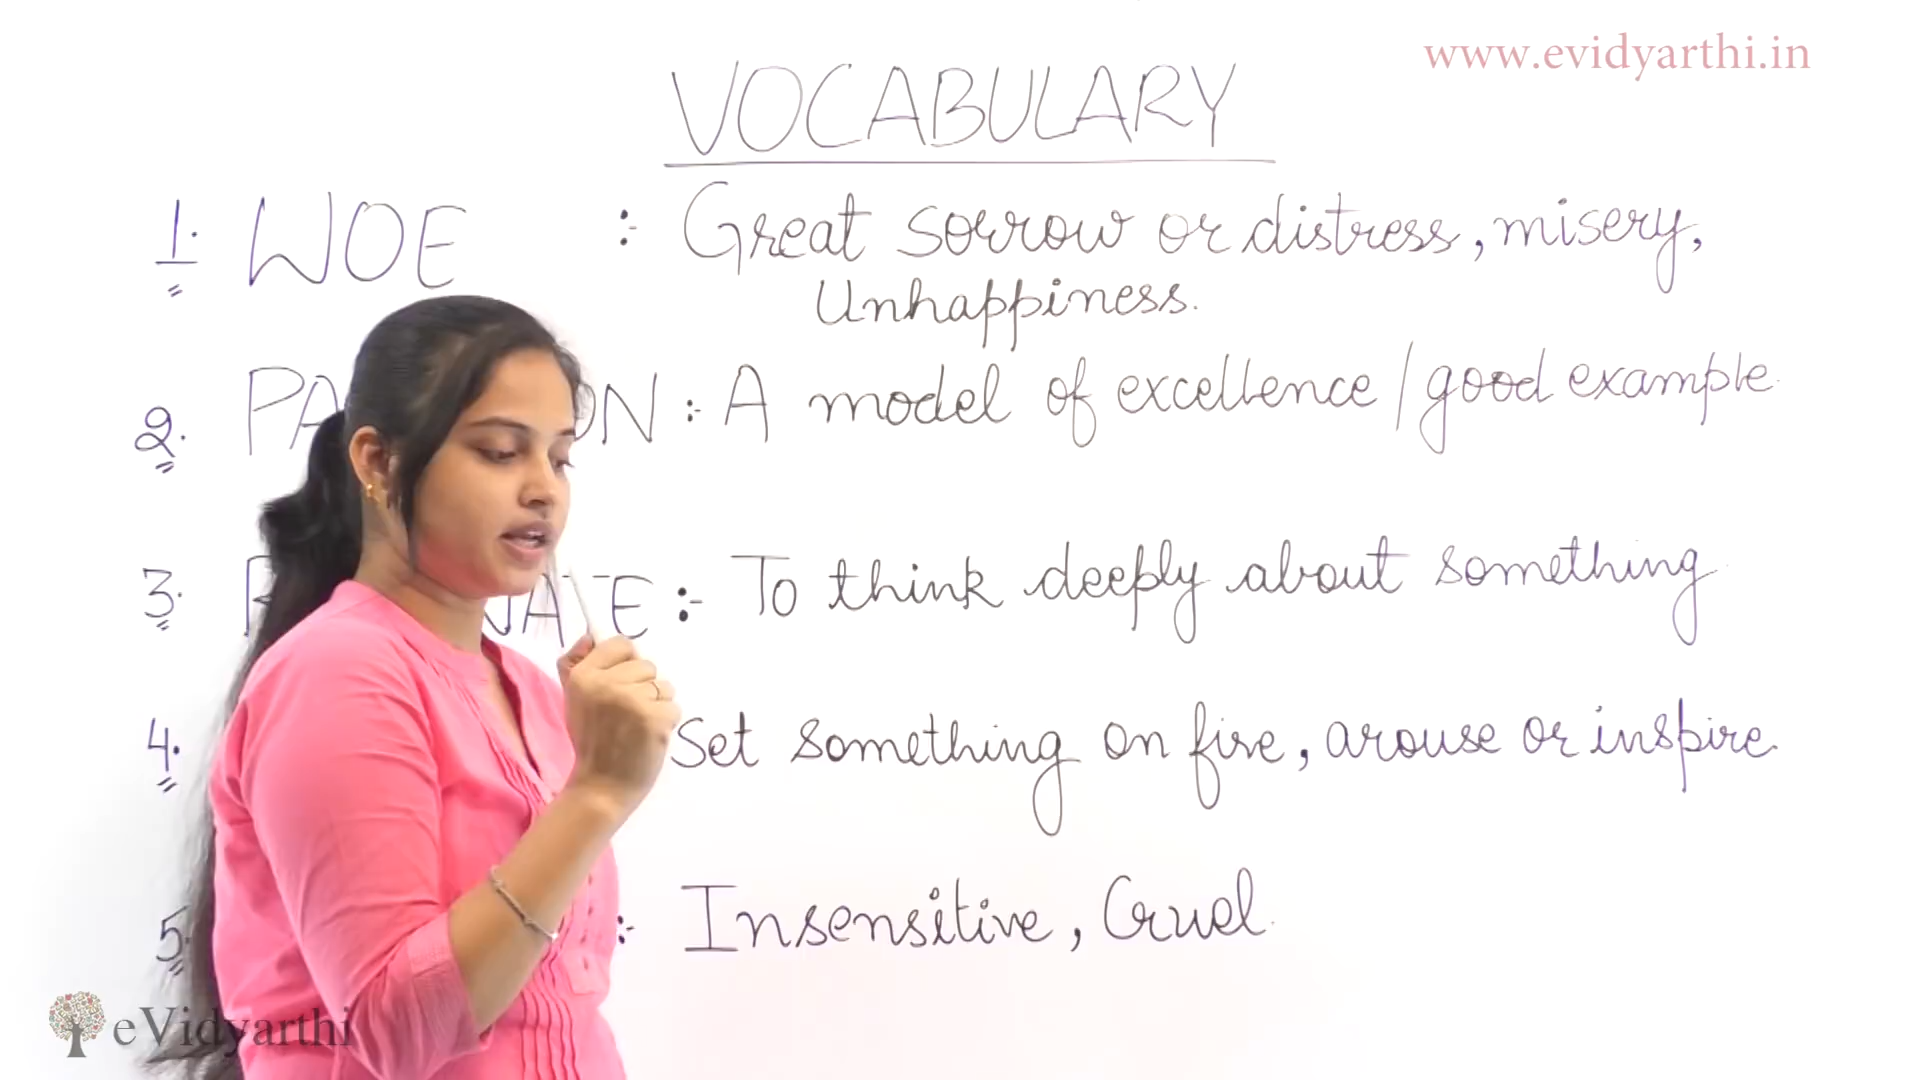 www.evidyarthi.in
VOCABULARY
1. WOE :- Great sorrow or distress, misery,
Unhappiness.
2. :- A model of excellence / good example.
3. :- To think deeply about something
4. Set something on fire, arouse or inspire.
5. :- Insensitive, Cruel.
eVidyarthi